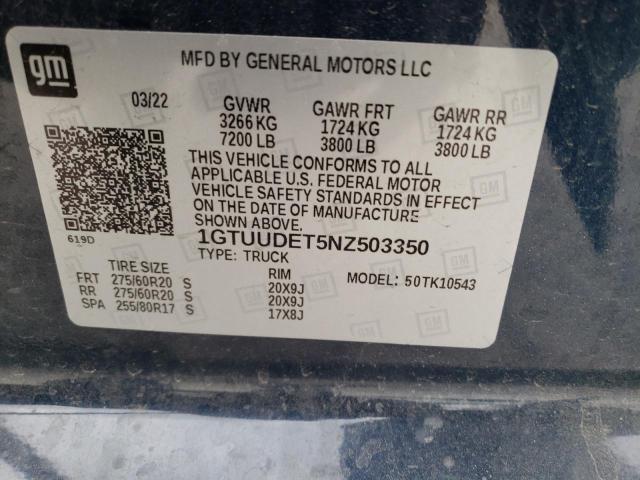 gm
MFD BY GENERAL MOTORS LLC
03/22 GVWR GAWR FRT GAWR RR
3266 KG 1724 KG 1724 KG
7200 LB 3800 LB 3800 LB
THIS VEHICLE CONFORMS TO ALL
APPLICABLE U.S. FEDERAL MOTOR
VEHICLE SAFETY STANDARDS IN EFFECT
ON THE DATE OF MANUFACTURE
SHOWN ABOVE.
619D
1GTUUDET5NZ503350
TYPE: TRUCK
TIRE SIZE RIM MODEL: 50TK10543
FRT 275/60R20 S 20X9J
RR 275/60R20 S 20X9J
SPA 255/80R17 S 17X8J